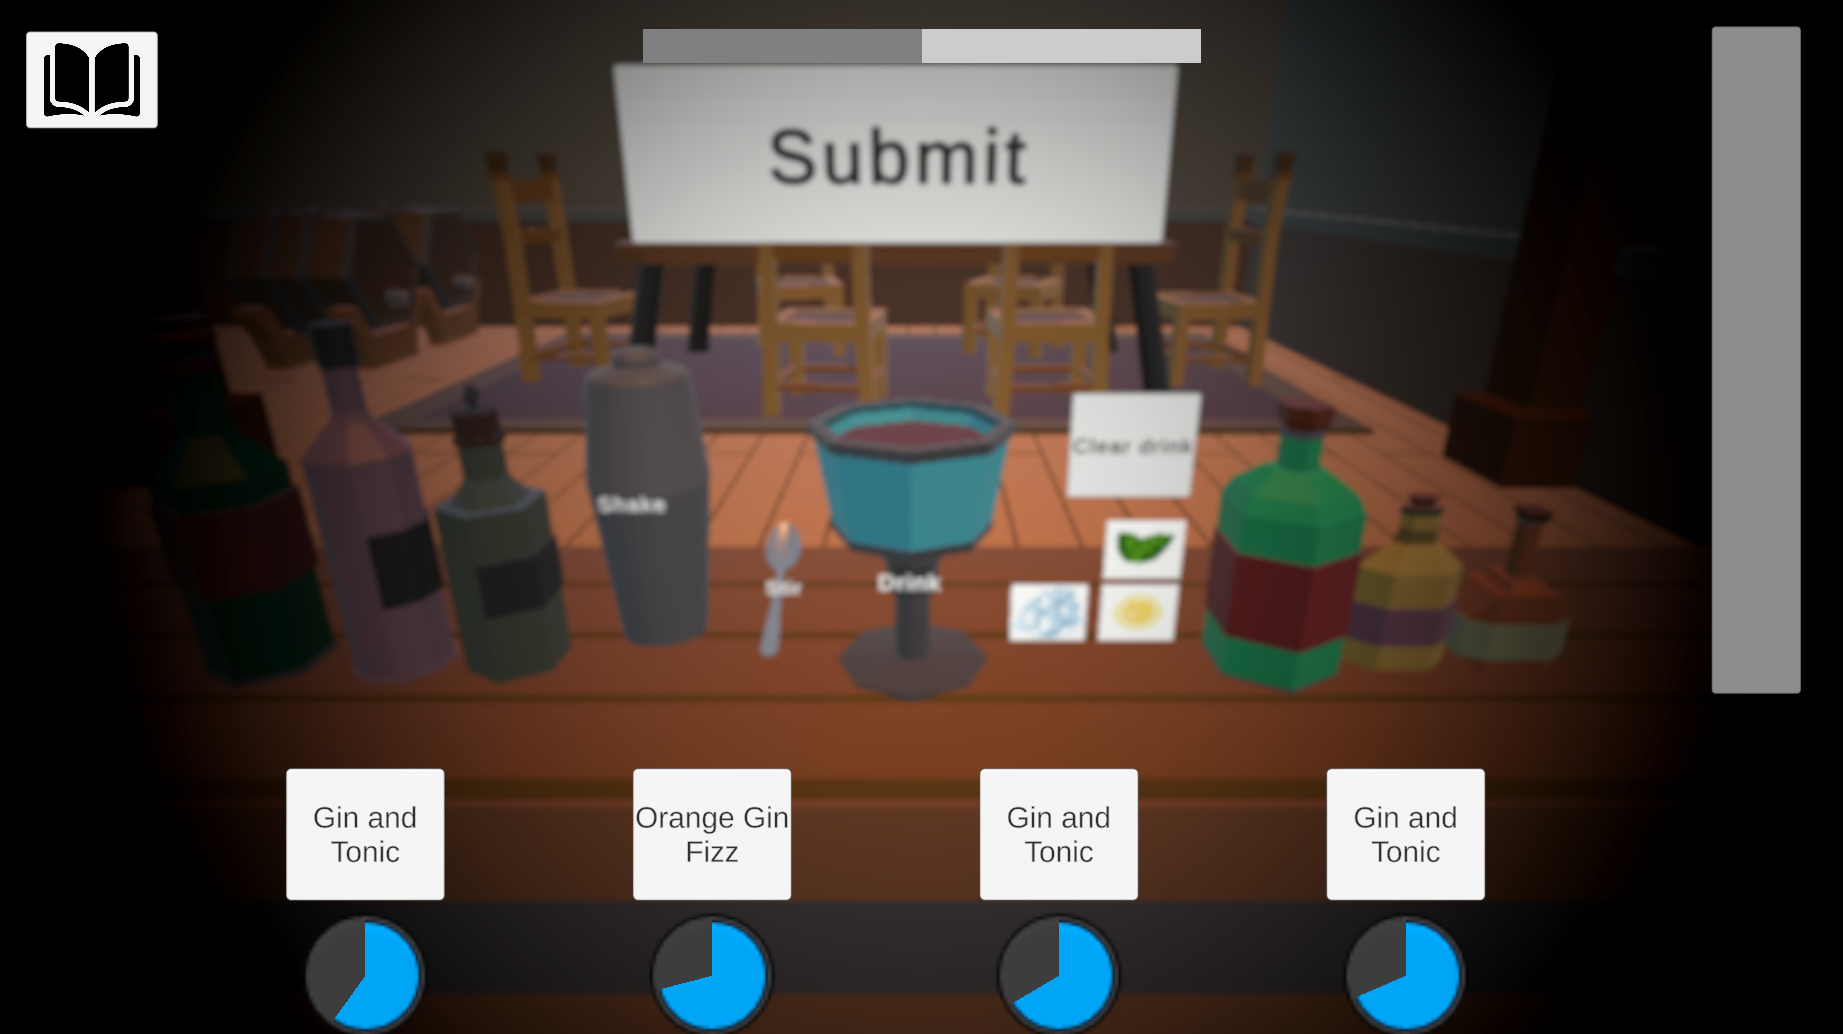 Submit
Clear drink
Shake
Stir
Drink
Gin and
Tonic
Orange Gin
Fizz
Gin and
Tonic
Gin and
Tonic